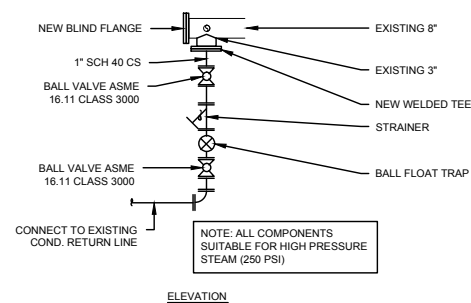 NEW BLIND FLANGE
EXISTING 8"
1" SCH 40 CS
EXISTING 3"
BALL VALVE ASME
16.11 CLASS 3000
NEW WELDED TEE
STRAINER
BALL VALVE ASME
16.11 CLASS 3000
BALL FLOAT TRAP
CONNECT TO EXISTING
COND. RETURN LINE
NOTE: ALL COMPONENTS
SUITABLE FOR HIGH PRESSURE
STEAM (250 PSI)
ELEVATION